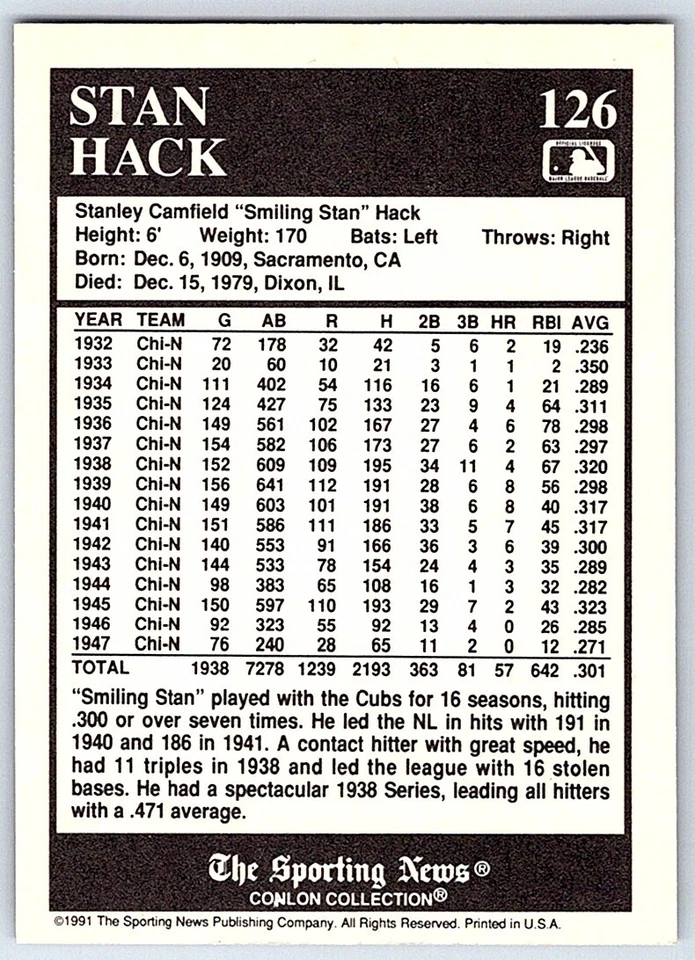 STAN 126
HACK
OFFICIAL LICENSEE
MAJOR LEAGUE BASEBALL
Stanley Camfield “Smiling Stan” Hack
Height: 6' Weight: 170 Bats: Left Throws: Right
Born: Dec. 6, 1909, Sacramento, CA
Died: Dec. 15, 1979, Dixon, IL
YEAR TEAM G AB R H 2B 3B HR RBI AVG
1932 Chi-N 72 178 32 42 5 6 2 19 .236
1933 Chi-N 20 60 10 21 3 1 1 2 .350
1934 Chi-N 111 402 54 116 16 6 1 21 .289
1935 Chi-N 124 427 75 133 23 9 4 64 .311
1936 Chi-N 149 561 102 167 27 4 6 78 .298
1937 Chi-N 154 582 106 173 27 6 2 63 .297
1938 Chi-N 152 609 109 195 34 11 4 67 .320
1939 Chi-N 156 641 112 191 28 6 8 56 .298
1940 Chi-N 149 603 101 191 38 6 8 40 .317
1941 Chi-N 151 586 111 186 33 5 7 45 .317
1942 Chi-N 140 553 91 166 36 3 6 39 .300
1943 Chi-N 144 533 78 154 24 4 3 35 .289
1944 Chi-N 98 383 65 108 16 1 3 32 .282
1945 Chi-N 150 597 110 193 29 7 2 43 .323
1946 Chi-N 92 323 55 92 13 4 0 26 .285
1947 Chi-N 76 240 28 65 11 2 0 12 .271
TOTAL 1938 7278 1239 2193 363 81 57 642 .301
“Smiling Stan” played with the Cubs for 16 seasons, hitting
.300 or over seven times. He led the NL in hits with 191 in
1940 and 186 in 1941. A contact hitter with great speed, he
had 11 triples in 1938 and led the league with 16 stolen
bases. He had a spectacular 1938 Series, leading all hitters
with a .471 average.
The Sporting News®
CONLON COLLECTION®
©1991 The Sporting News Publishing Company. All Rights Reserved. Printed in U.S.A.